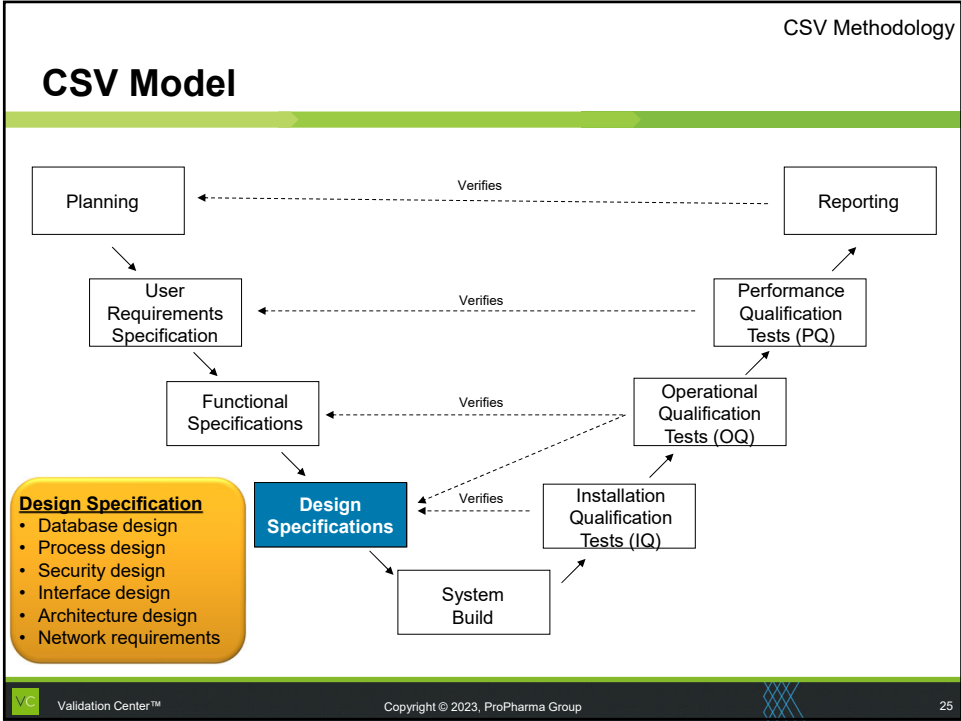 CSV Methodology
CSV Model
Planning
Verifies
Reporting
User
Requirements
Specification
Verifies
Performance
Qualification
Tests (PQ)
Functional
Specifications
Verifies
Operational
Qualification
Tests (OQ)
Design Specification
• Database design
• Process design
• Security design
• Interface design
• Architecture design
• Network requirements
Design
Specifications
Verifies
Installation
Qualification
Tests (IQ)
System
Build
VC
Validation Center™
Copyright © 2023, ProPharma Group
25